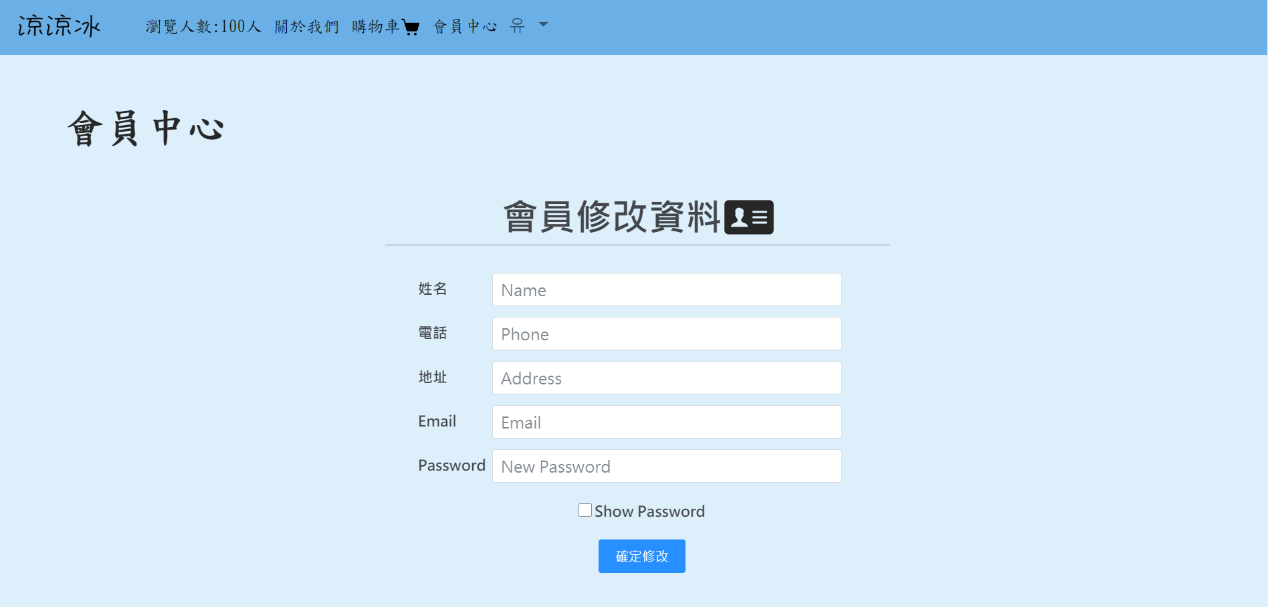 涼涼冰 瀏覽人數:100人 關於我們 購物車 會員中心
會員中心
會員修改資料
姓名 Name
電話 Phone
地址 Address
Email Email
Password New Password
Show Password
確定修改